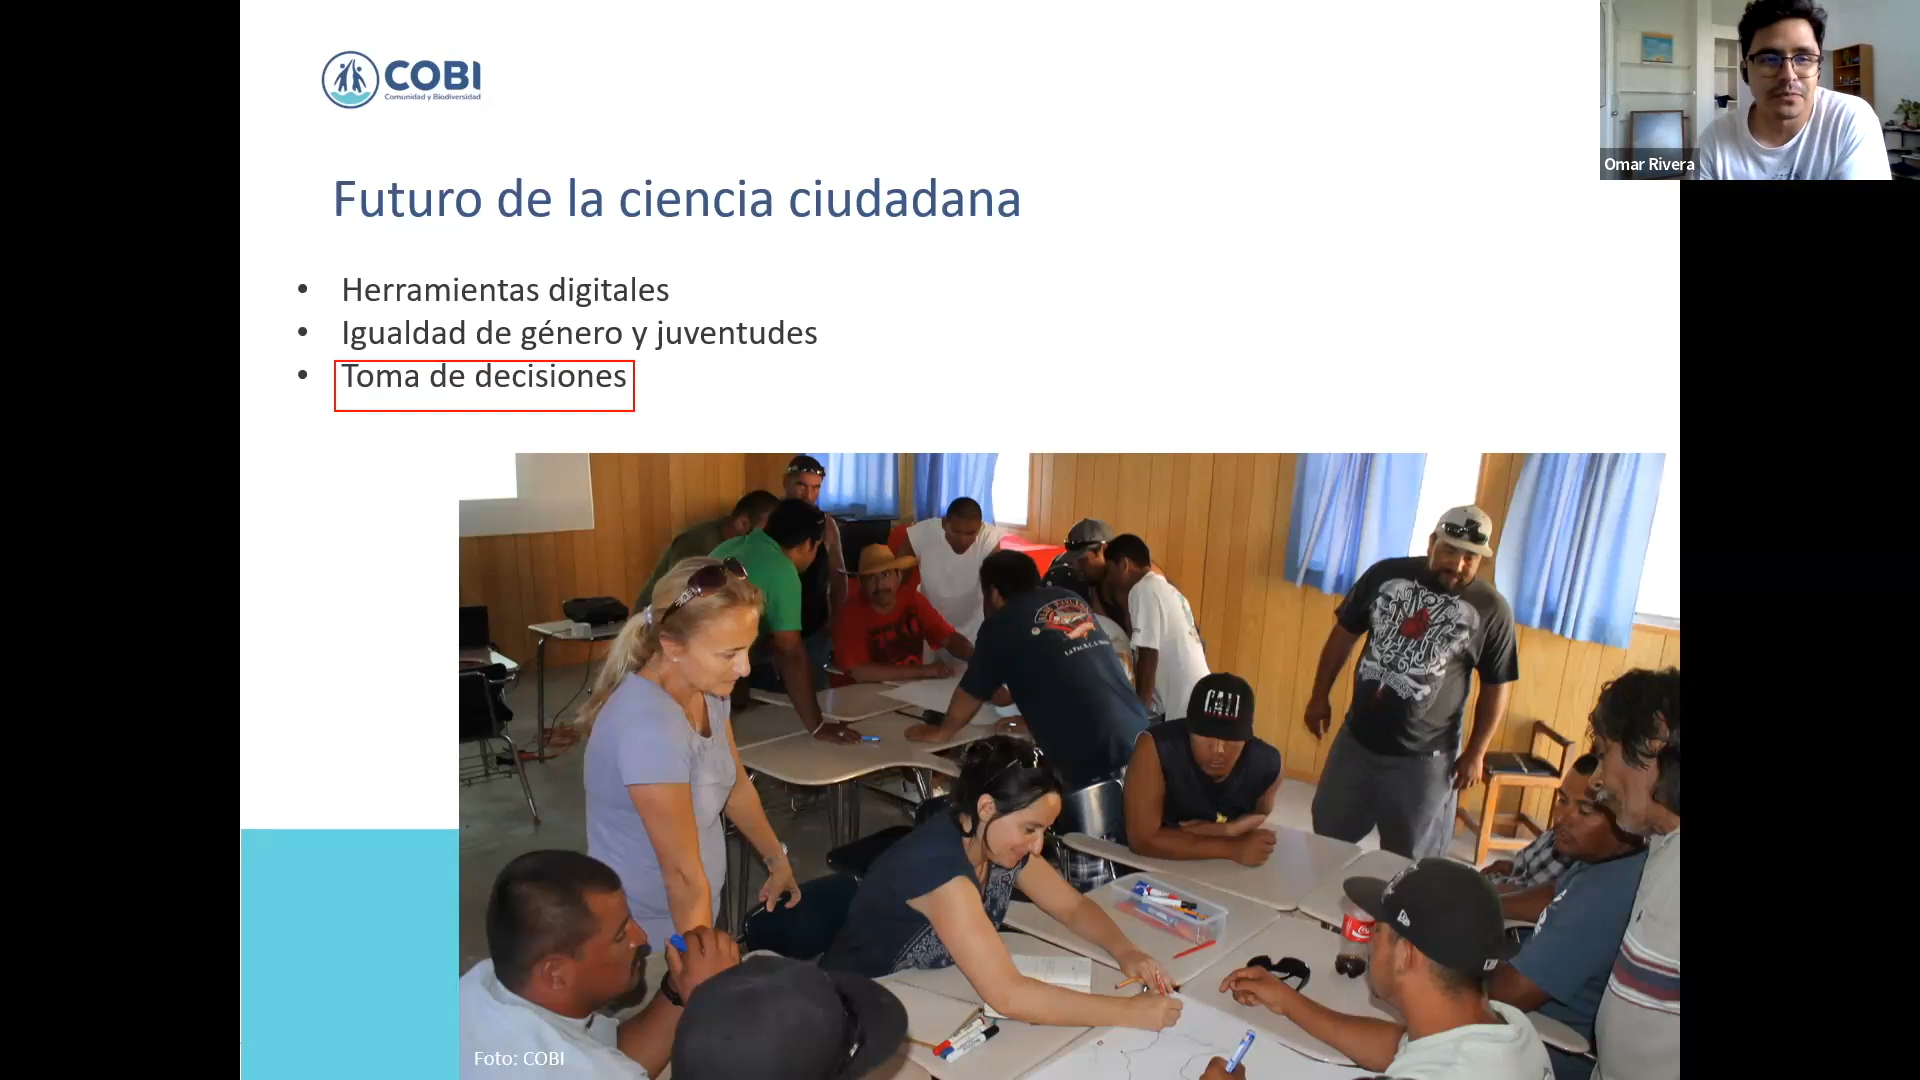 COBI
Comunidad y Biodiversidad
Omar Rivera
Futuro de la ciencia ciudadana
• Herramientas digitales
• Igualdad de género y juventudes
• Toma de decisiones
CALI
Foto: COBI